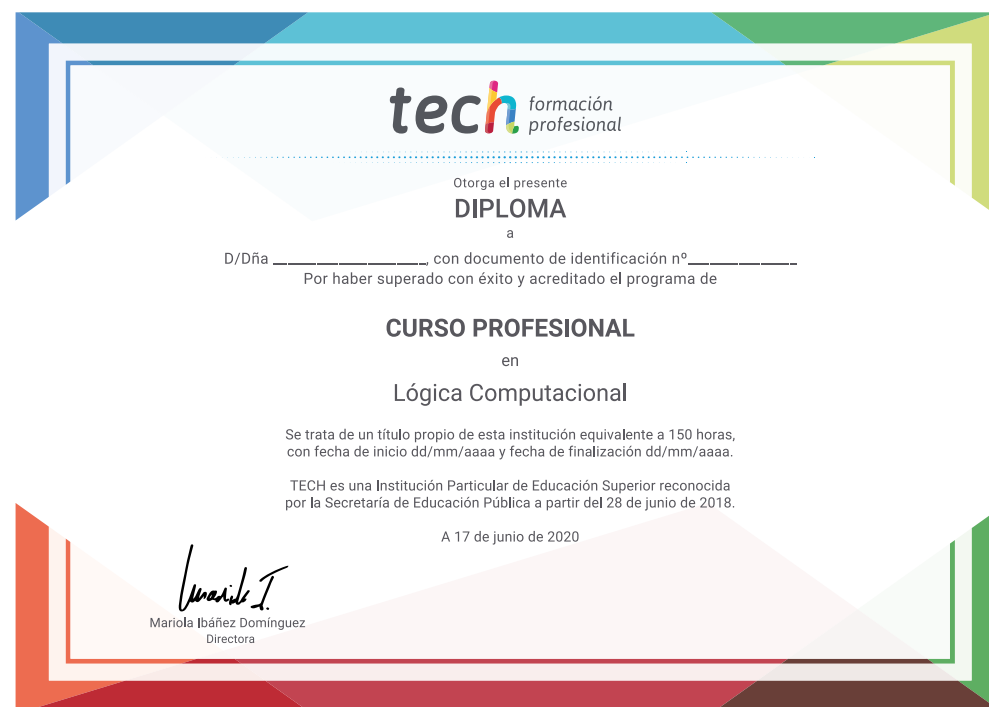 tech formación
profesional
Otorga el presente
DIPLOMA
a
D/Dña ____________________, con documento de identificación nº______________
Por haber superado con éxito y acreditado el programa de
CURSO PROFESIONAL
en
Lógica Computacional
Se trata de un título propio de esta institución equivalente a 150 horas,
con fecha de inicio dd/mm/aaaa y fecha de finalización dd/mm/aaaa.
TECH es una Institución Particular de Educación Superior reconocida
por la Secretaría de Educación Pública a partir del 28 de junio de 2018.
A 17 de junio de 2020
Mariola Ibáñez Domínguez
Directora